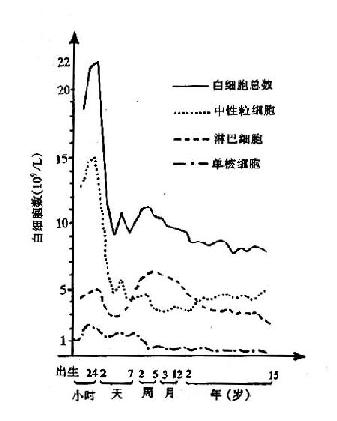 22
20
15
10
5
1
白细胞数(10⁹/L)
白细胞总数
中性粒细胞
淋巴细胞
单核细胞
出生 24 2 7 2 5 3 13 2 15
小时 天 周 月 年(岁)